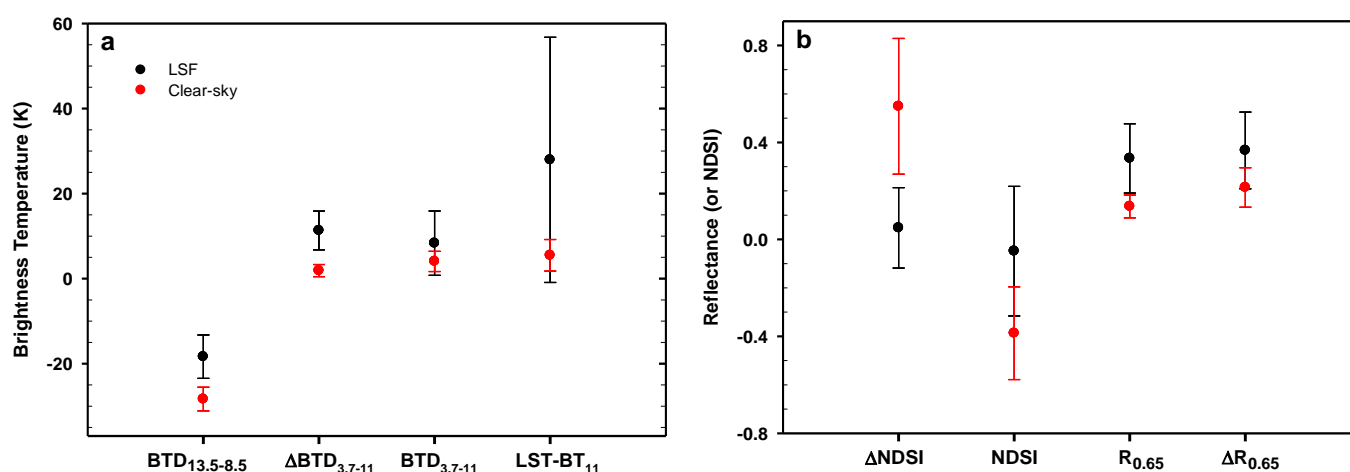 a
LSF
Clear-sky
Brightness Temperature (K)
60
40
20
0
-20
BTD13.5-8.5
ΔBTD3.7-11
BTD3.7-11
LST-BT11
b
Reflectance (or NDSI)
0.8
0.4
0.0
-0.4
-0.8
ΔNDSI
NDSI
R0.65
ΔR0.65